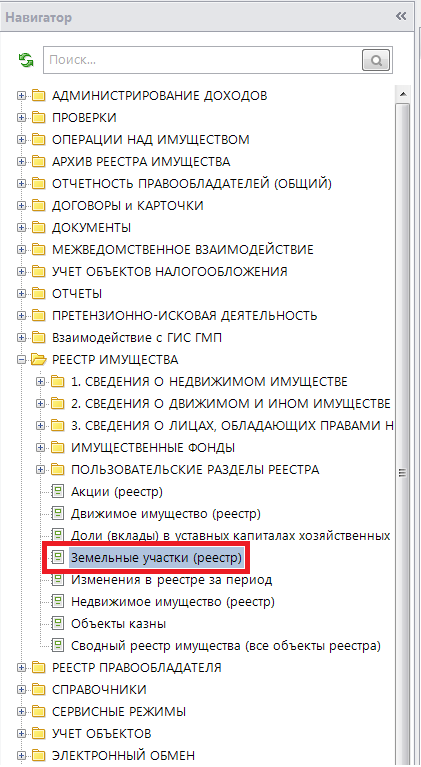 Навигатор
Поиск...
АДМИНИСТРИРОВАНИЕ ДОХОДОВ
ПРОВЕРКИ
ОПЕРАЦИИ НАД ИМУЩЕСТВОМ
АРХИВ РЕЕСТРА ИМУЩЕСТВА
ОТЧЕТНОСТЬ ПРАВООБЛАДАТЕЛЕЙ (ОБЩИЙ)
ДОГОВОРЫ и КАРТОЧКИ
ДОКУМЕНТЫ
МЕЖВЕДОМСТВЕННОЕ ВЗАИМОДЕЙСТВИЕ
УЧЕТ ОБЪЕКТОВ НАЛОГООБЛОЖЕНИЯ
ОТЧЕТЫ
ПРЕТЕНЗИОННО-ИСКОВАЯ ДЕЯТЕЛЬНОСТЬ
Взаимодействие с ГИС ГМП
РЕЕСТР ИМУЩЕСТВА
1. СВЕДЕНИЯ О НЕДВИЖИМОМ ИМУЩЕСТВЕ
2. СВЕДЕНИЯ О ДВИЖИМОМ И ИНОМ ИМУЩЕСТВЕ
3. СВЕДЕНИЯ О ЛИЦАХ, ОБЛАДАЮЩИХ ПРАВАМИ Н
ИМУЩЕСТВЕННЫЕ ФОНДЫ
ПОЛЬЗОВАТЕЛЬСКИЕ РАЗДЕЛЫ РЕЕСТРА
Акции (реестр)
Движимое имущество (реестр)
Доли (вклады) в уставных капиталах хозяйственных
Земельные участки (реестр)
Изменения в реестре за период
Недвижимое имущество (реестр)
Объекты казны
Сводный реестр имущества (все объекты реестра)
РЕЕСТР ПРАВООБЛАДАТЕЛЯ
СПРАВОЧНИКИ
СЕРВИСНЫЕ РЕЖИМЫ
УЧЕТ ОБЪЕКТОВ
ЭЛЕКТРОННЫЙ ОБМЕН